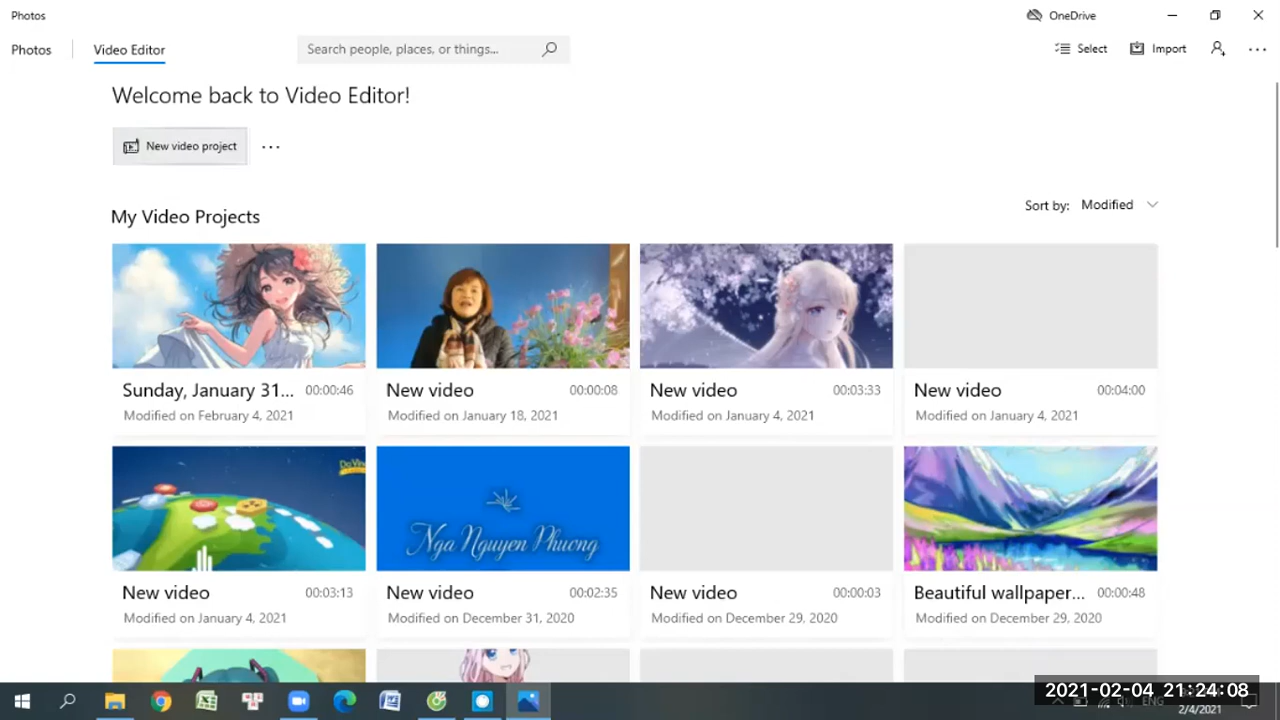 Photos
OneDrive
Photos
Video Editor
Search people, places, or things...
Select
Import
Welcome back to Video Editor!
New video project
My Video Projects
Sort by: Modified
Sunday, January 31... 00:00:46
Modified on February 4, 2021
New video 00:00:08
Modified on January 18, 2021
New video 00:03:33
Modified on January 4, 2021
New video 00:04:00
Modified on January 4, 2021
Nga Nguyen Phuong
New video 00:03:13
Modified on January 4, 2021
New video 00:02:35
Modified on December 31, 2020
New video 00:00:03
Modified on December 29, 2020
Beautiful wallpaper... 00:00:48
Modified on December 29, 2020
2021-02-04 21:24:08
ENG
2/4/2021